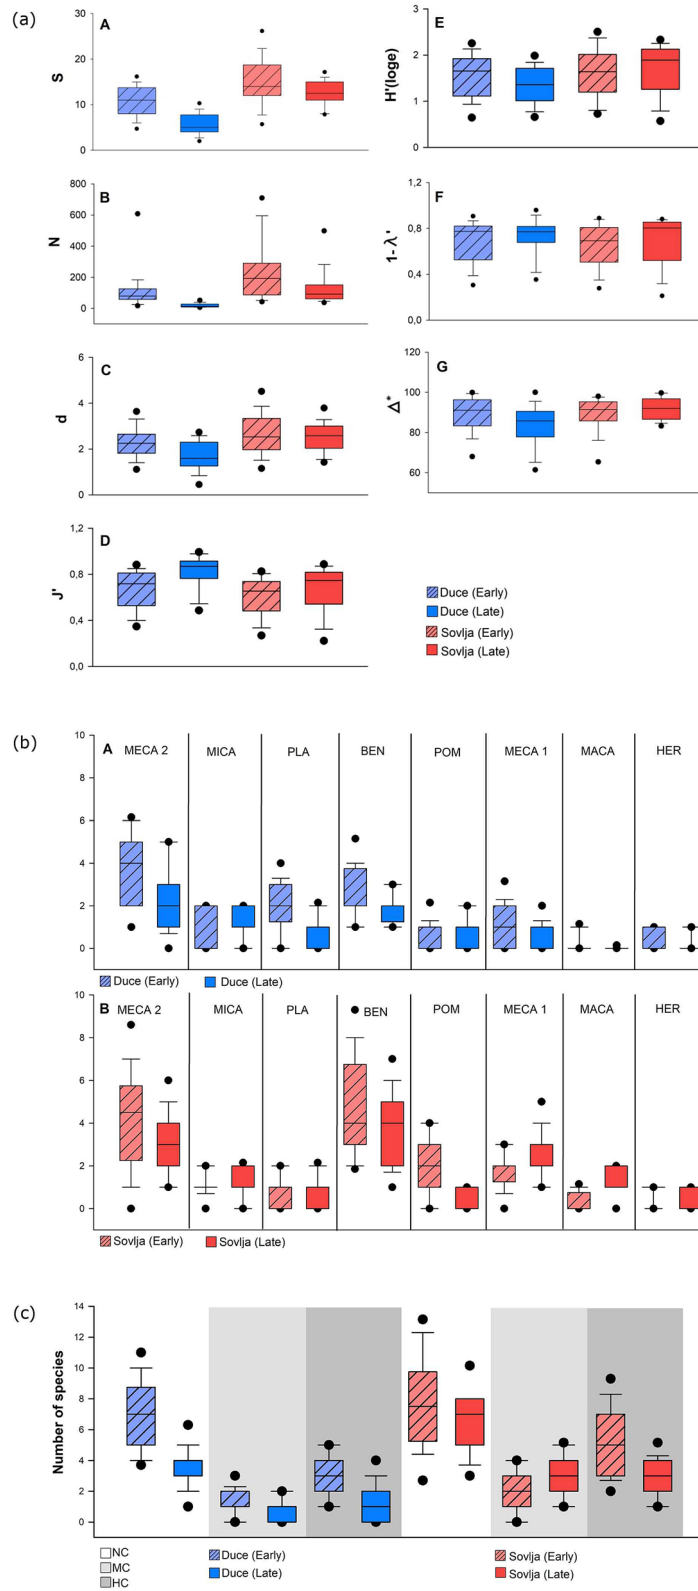 (a)
A
30
20
10
0
S
B
800
600
400
200
0
N
C
6
4
2
0
d
D
1,2
0,8
0,4
0,0
J'
E
3
2
1
0
H'(loge)
F
1,2
0,8
0,4
0,0
1-λ'
G
120
100
80
60
Δ*
Duce (Early)
Duce (Late)
Sovlja (Early)
Sovlja (Late)
(b)
A MECA 2 MICA PLA BEN POM MECA 1 MACA HER
10
8
6
4
2
0
Duce (Early) Duce (Late)
B MECA 2 MICA PLA BEN POM MECA 1 MACA HER
10
8
6
4
2
0
Sovlja (Early) Sovlja (Late)
(c)
14
12
10
8
6
4
2
0
Number of species
NC
MC
HC
Duce (Early)
Duce (Late)
Sovlja (Early)
Sovlja (Late)